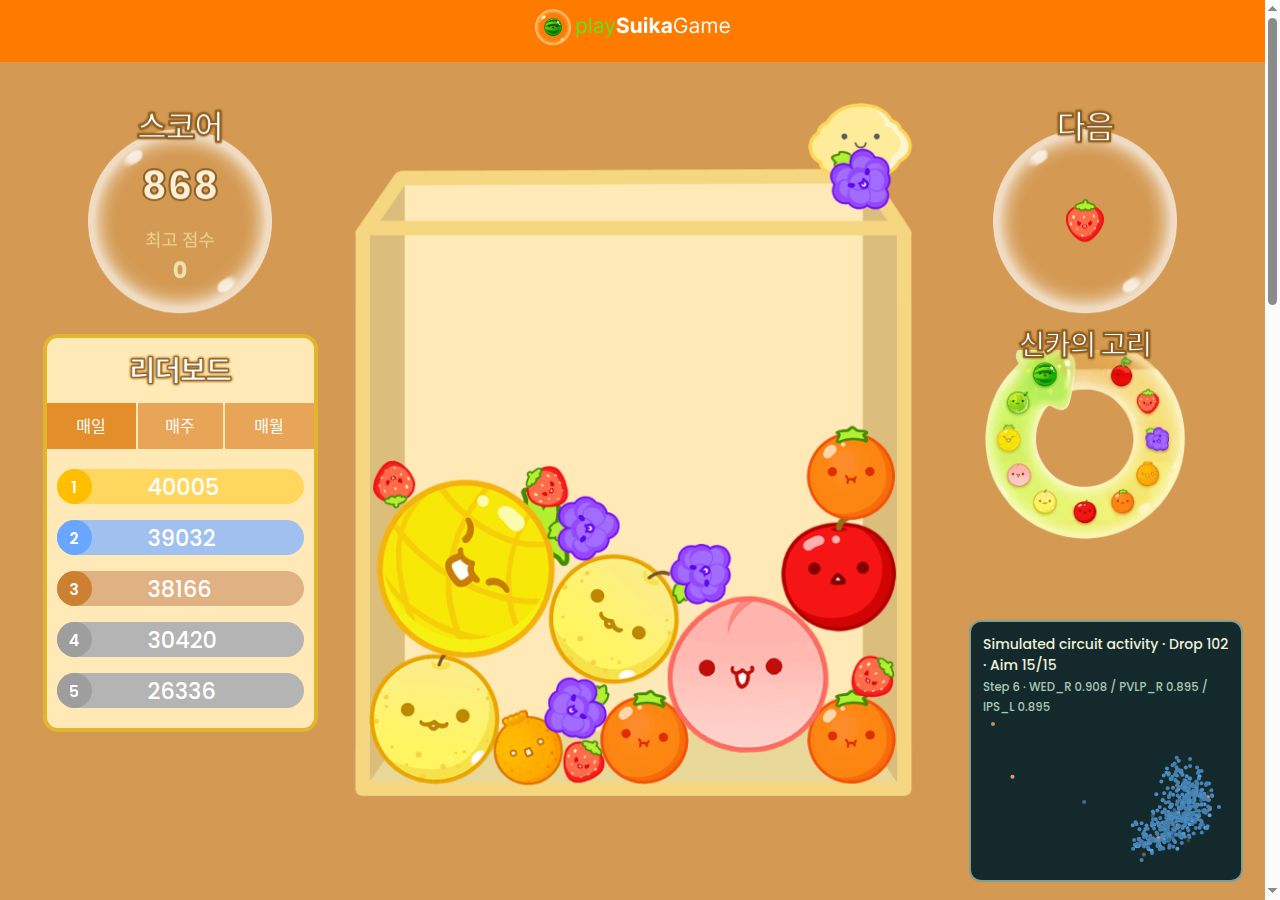 playSuikaGame
스코어
868
최고 점수
0
리더보드
매일 매주 매월
1 40005
2 39032
3 38166
4 30420
5 26336
다음
신카의 고리
Simulated circuit activity · Drop 102
· Aim 15/15
Step 6 · WED_R 0.908 / PVLP_R 0.895 /
IPS_L 0.895